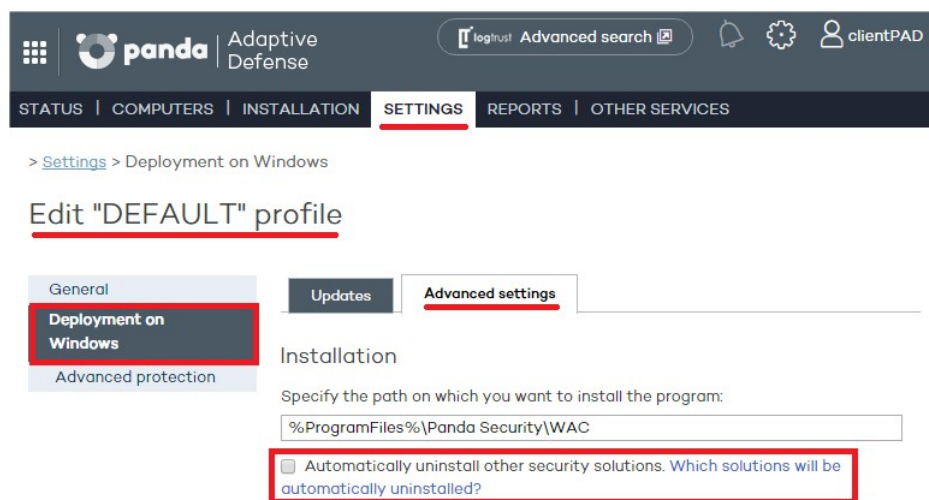 panda Adaptive Defense
logtrust Advanced search
clientPAD
STATUS | COMPUTERS | INSTALLATION SETTINGS REPORTS | OTHER SERVICES
> Settings > Deployment on Windows
Edit "DEFAULT" profile
General
Deployment on
Windows
Advanced protection
Updates Advanced settings
Installation
Specify the path on which you want to install the program:
%ProgramFiles%\Panda Security\WAC
Automatically uninstall other security solutions. Which solutions will be
automatically uninstalled?